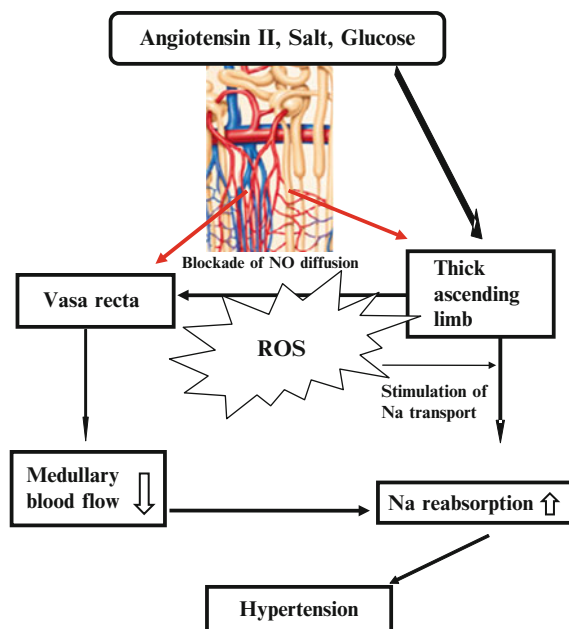 Angiotensin II, Salt, Glucose
Blockade of NO diffusion
Vasa recta
Thick
ascending
limb
ROS
Stimulation of
Na transport
Medullary
blood flow
Na reabsorption
Hypertension